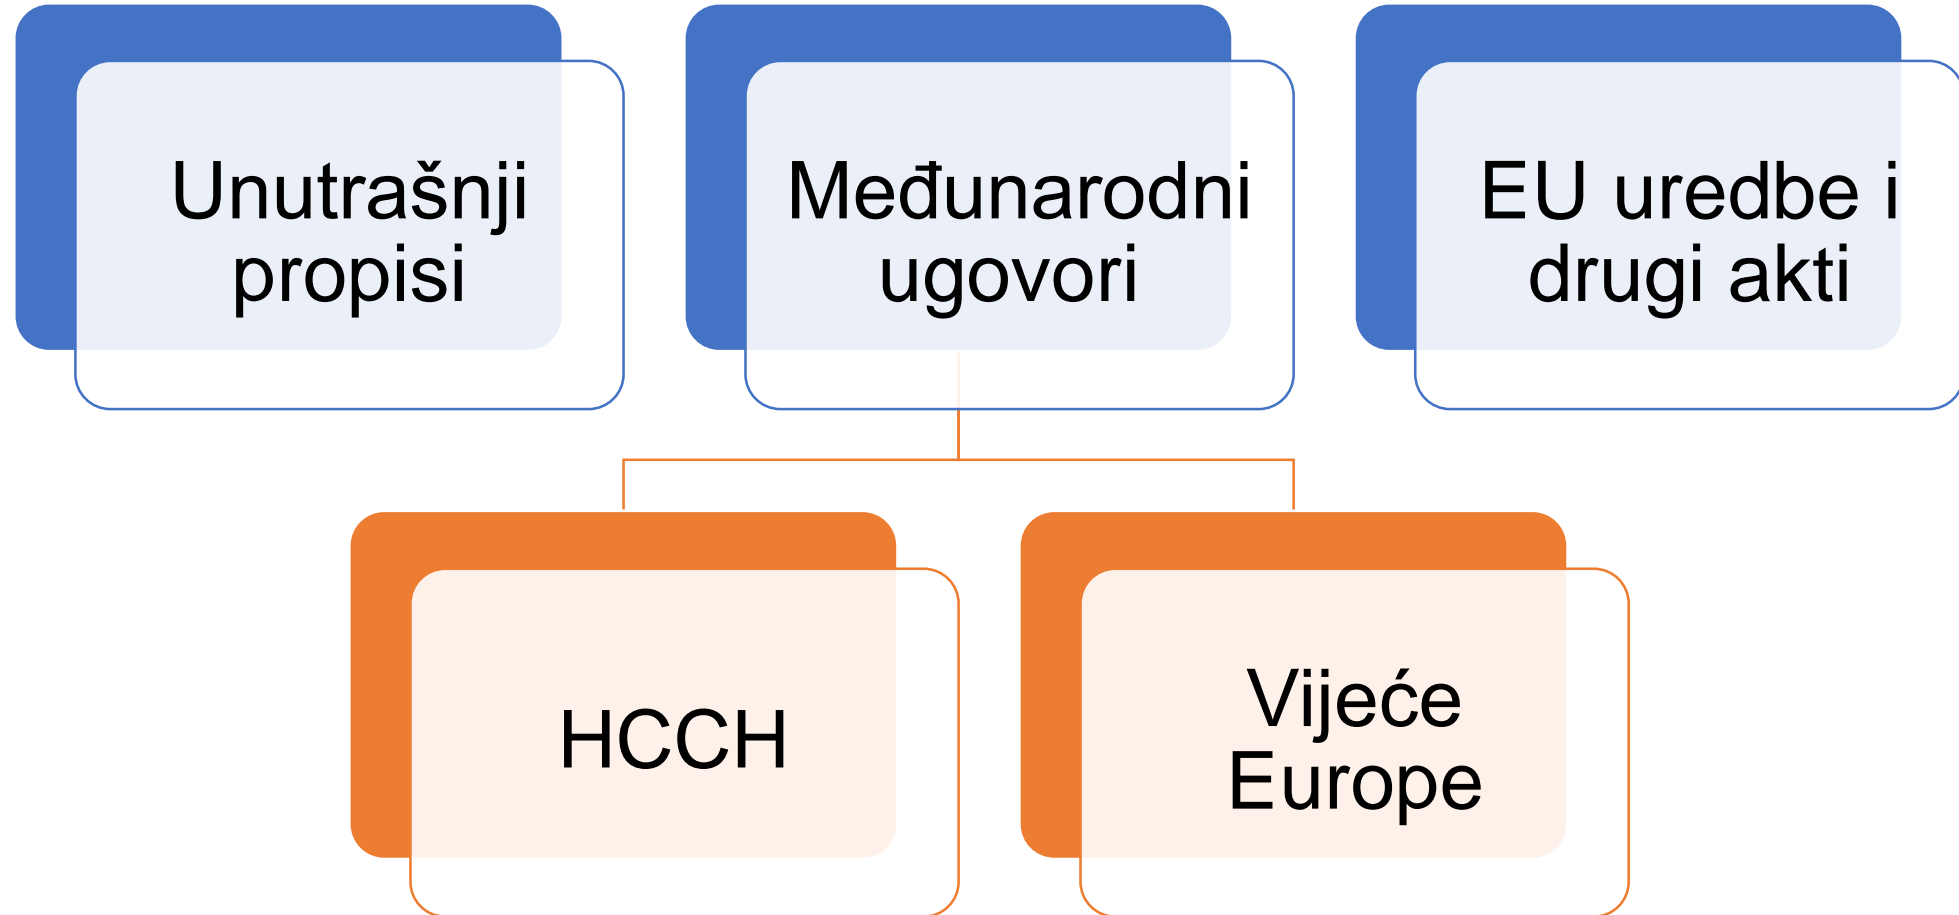 Unutrašnji
propisi
Međunarodni
ugovori
EU uredbe i
drugi akti
HCCH
Vijeće
Europe